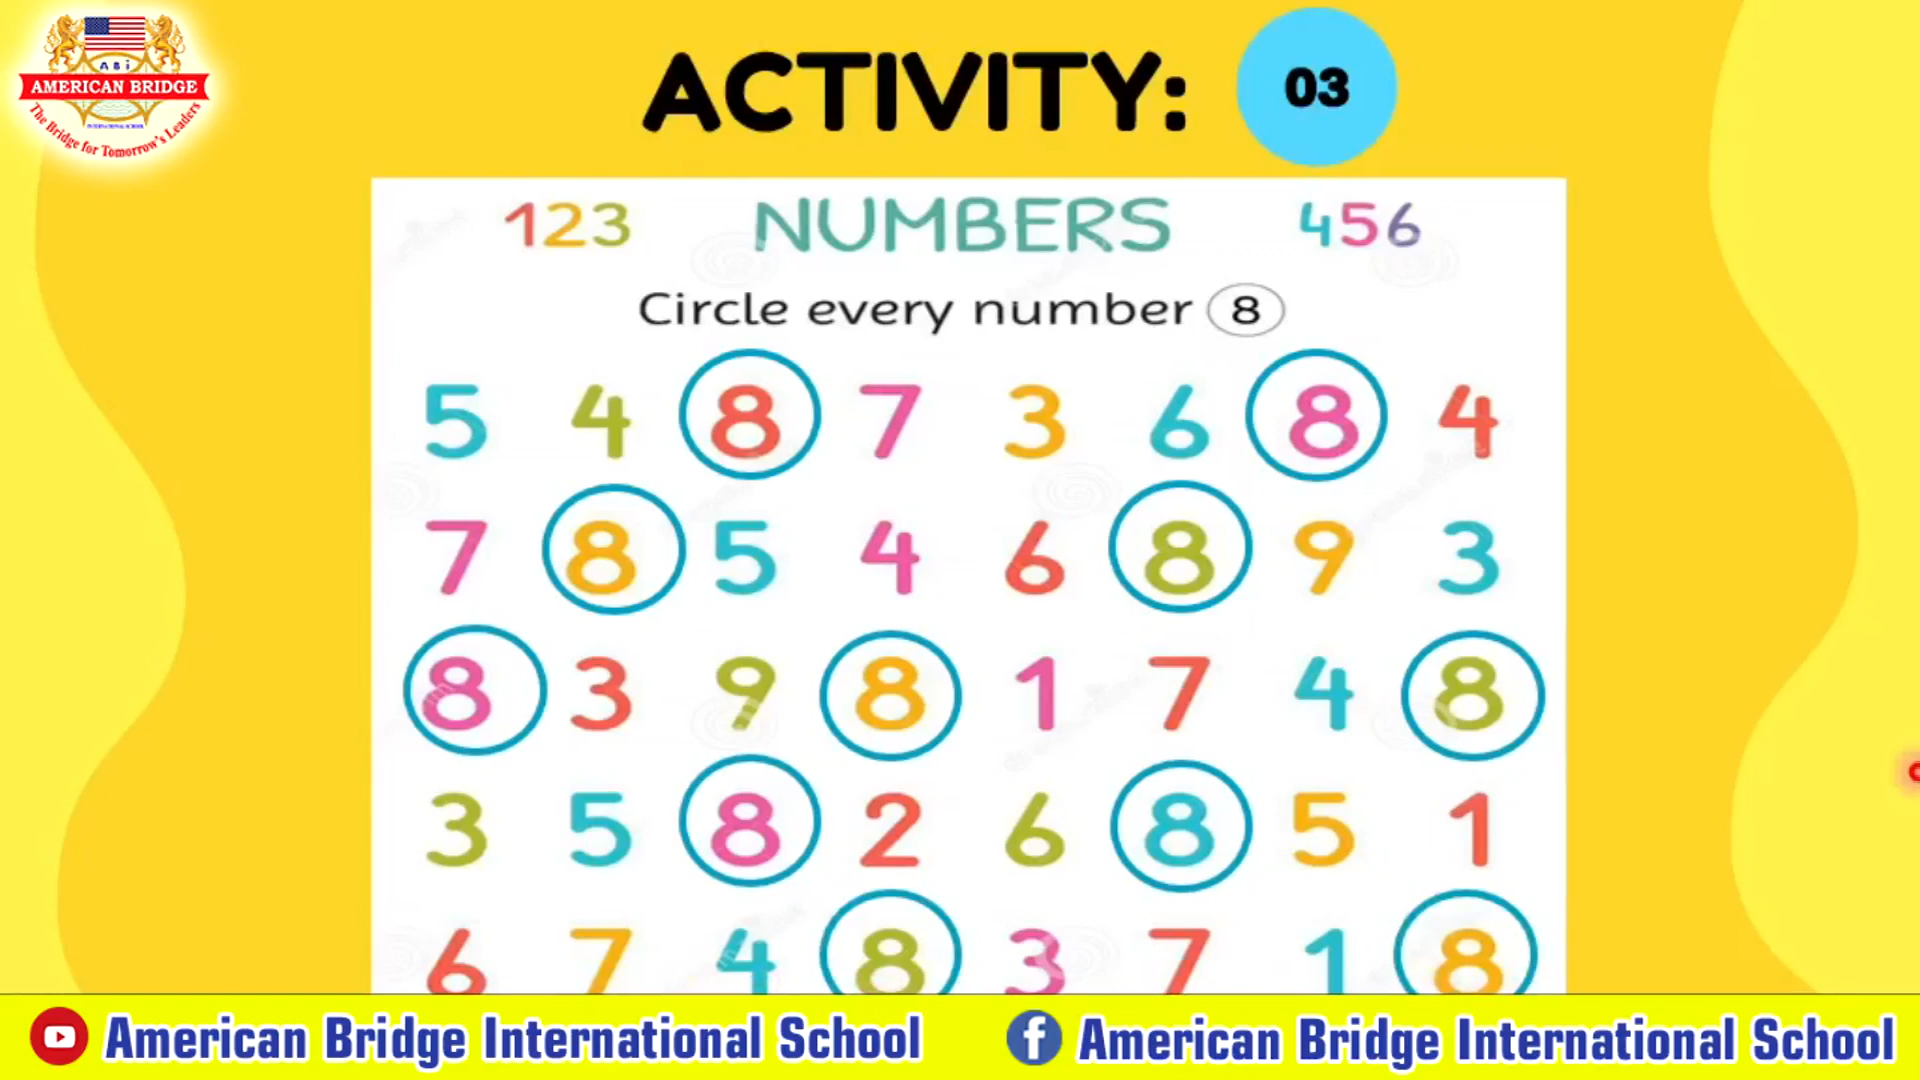 ABi
AMERICAN BRIDGE
INTERNATIONAL SCHOOL
The Bridge for Tomorrow's Leaders
ACTIVITY: 03
123 NUMBERS 456
Circle every number 8
5 4 8 7 3 6 8 4
7 8 5 4 6 8 9 3
8 3 9 8 1 7 4 8
3 5 8 2 6 8 5 1
6 7 4 8 3 7 1 8
American Bridge International School
American Bridge International School